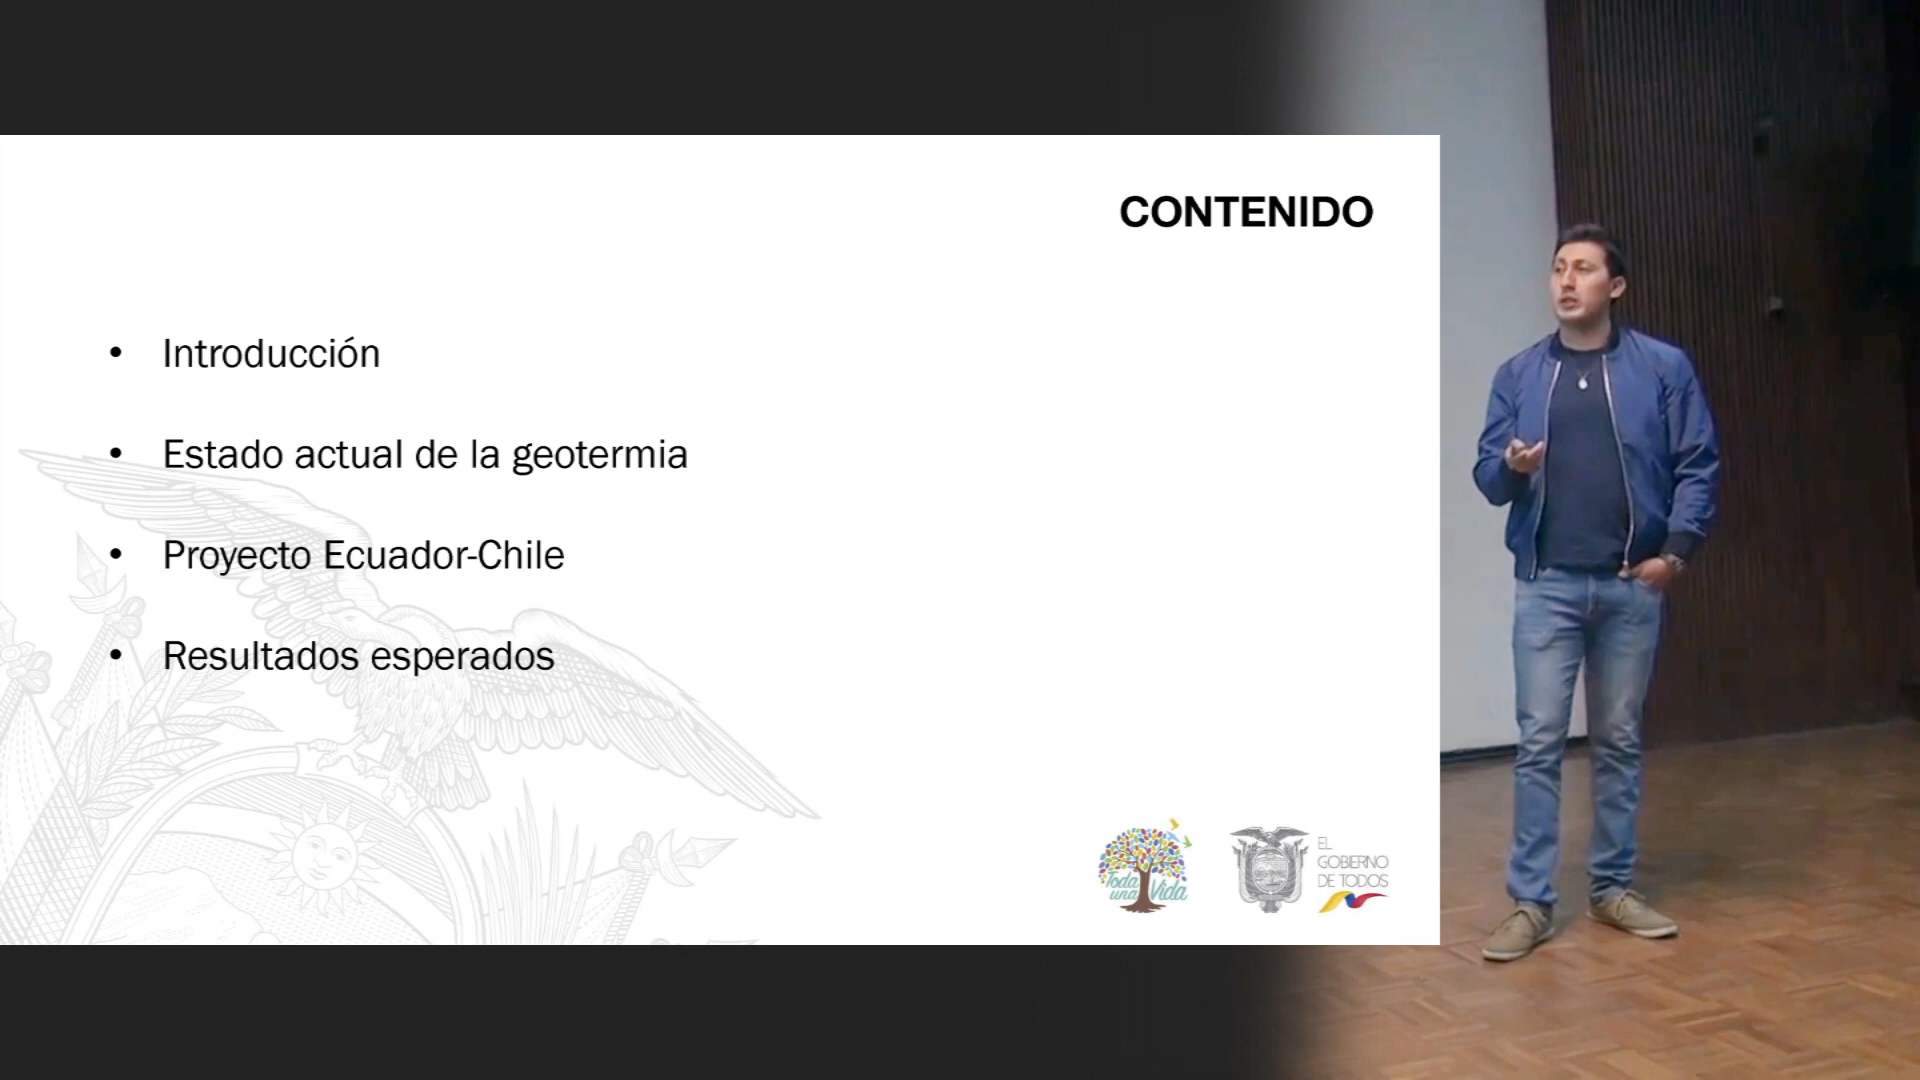 CONTENIDO
• Introducción
• Estado actual de la geotermia
• Proyecto Ecuador-Chile
• Resultados esperados
Toda
una Vida
EL
GOBIERNO
DE TODOS